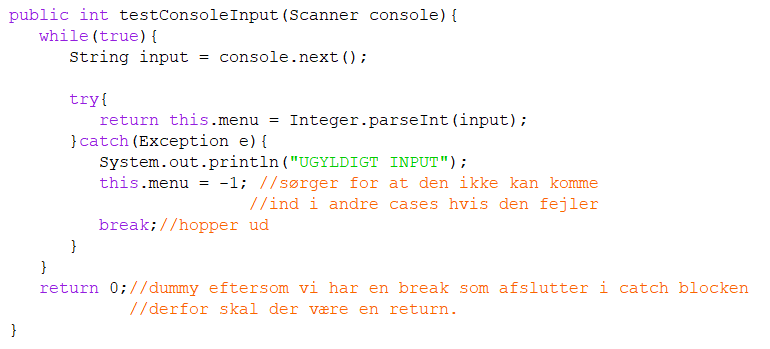 public int testConsoleInput(Scanner console){
while(true){
String input = console.next();
try{
return this.menu = Integer.parseInt(input);
}catch(Exception e){
System.out.println("UGYLDIGT INPUT");
this.menu = -1; //sørger for at den ikke kan komme
//ind i andre cases hvis den fejler
break;//hopper ud
}
}
return 0;//dummy eftersom vi har en break som afslutter i catch blocken
//derfor skal der være en return.
}